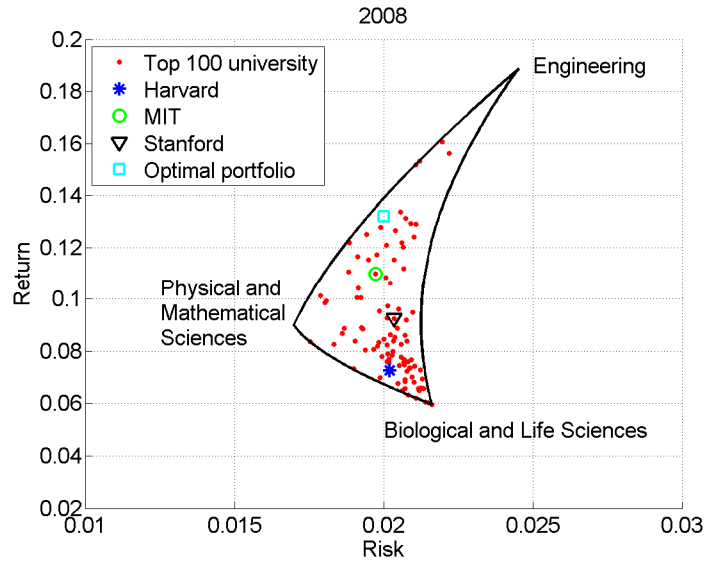 2008
Top 100 university
Harvard
MIT
Stanford
Optimal portfolio
Engineering
Physical and
Mathematical
Sciences
Biological and Life Sciences
Return
0.2
0.18
0.16
0.14
0.12
0.1
0.08
0.06
0.04
0.02
0.01
0.015
0.02
0.025
0.03
Risk